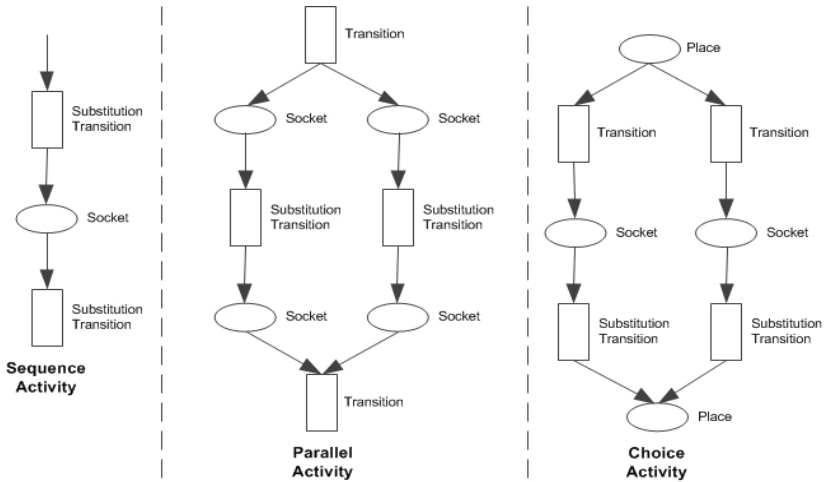 Substitution
Transition
Socket
Substitution
Transition
Sequence
Activity
Transition
Socket
Socket
Substitution
Transition
Substitution
Transition
Socket
Socket
Transition
Parallel
Activity
Place
Transition
Transition
Socket
Socket
Substitution
Transition
Substitution
Transition
Place
Choice
Activity